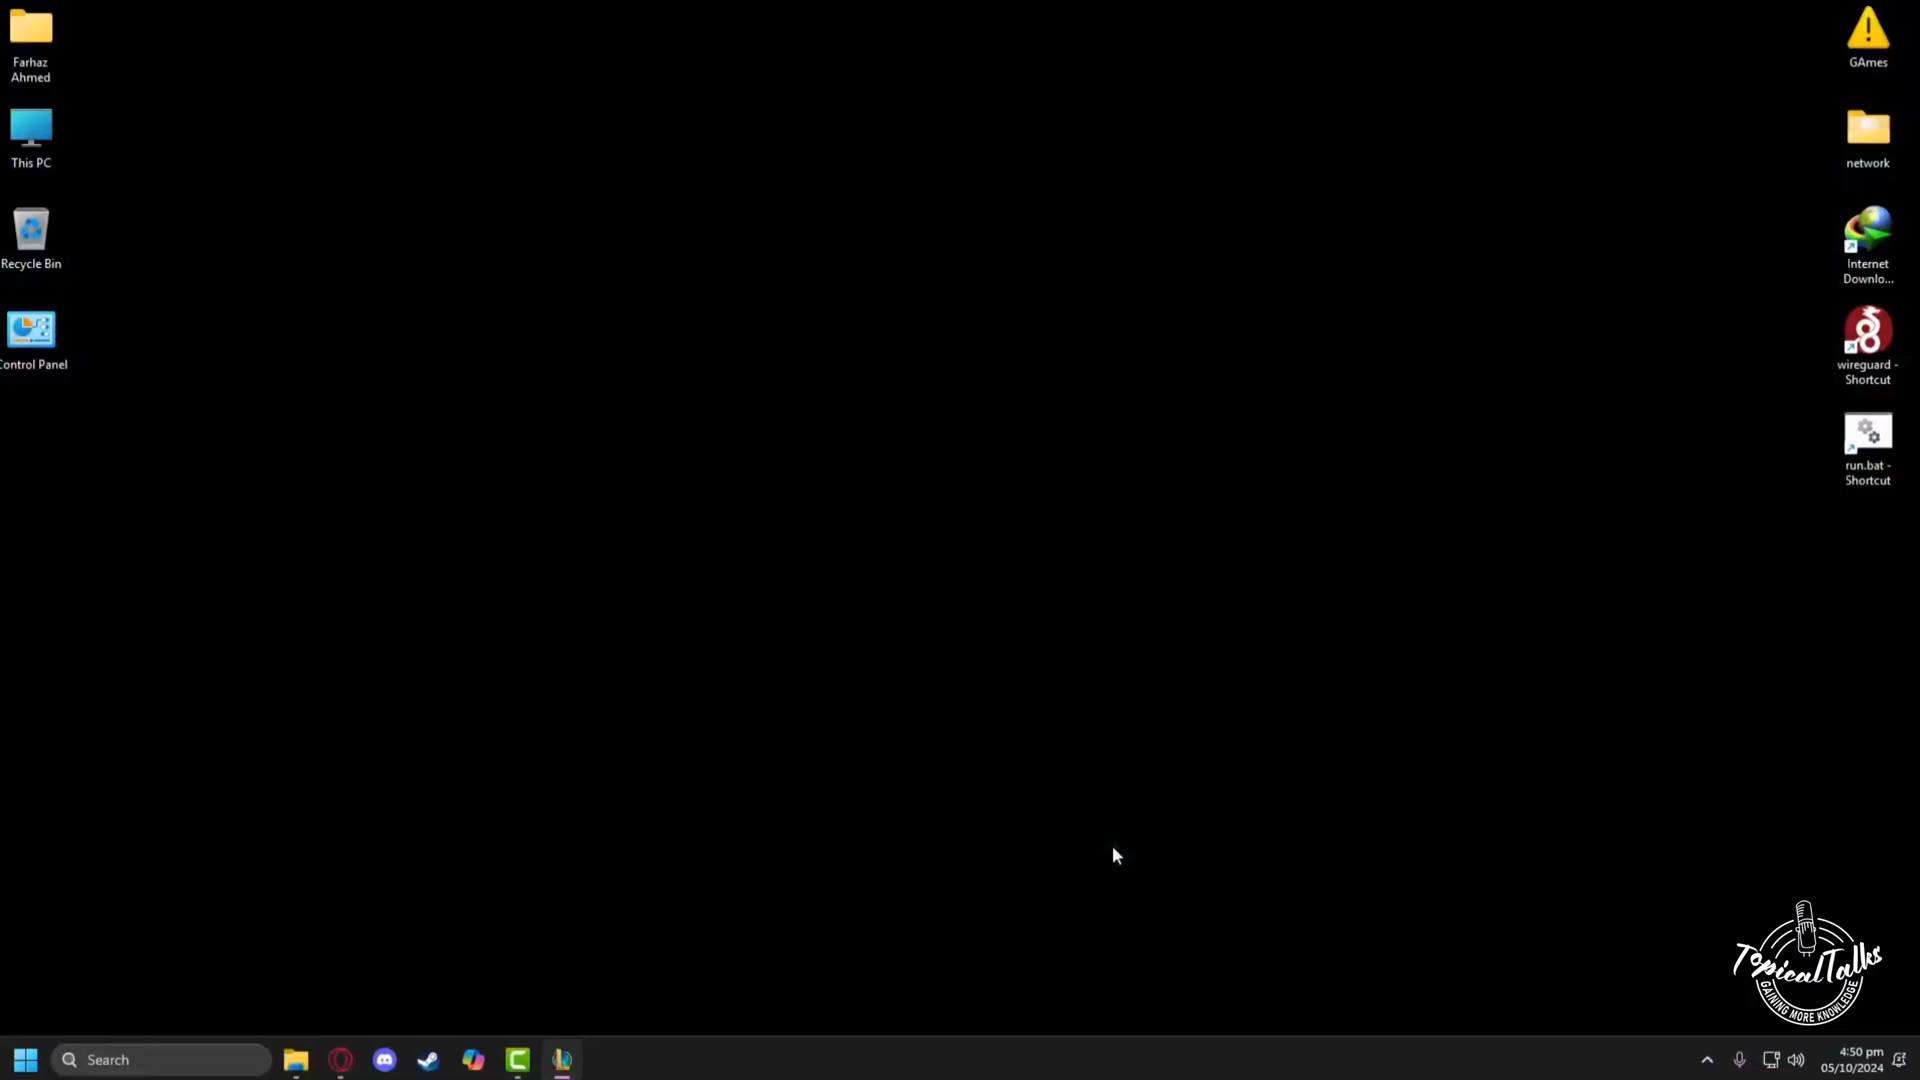 Farhaz
Ahmed
This PC
Recycle Bin
Control Panel
GAmes
network
Internet
Downlo...
wireguard -
Shortcut
run.bat -
Shortcut
TopicalTalks
GAINING MORE KNOWLEDGE
Search
4:50 pm
05/10/2024